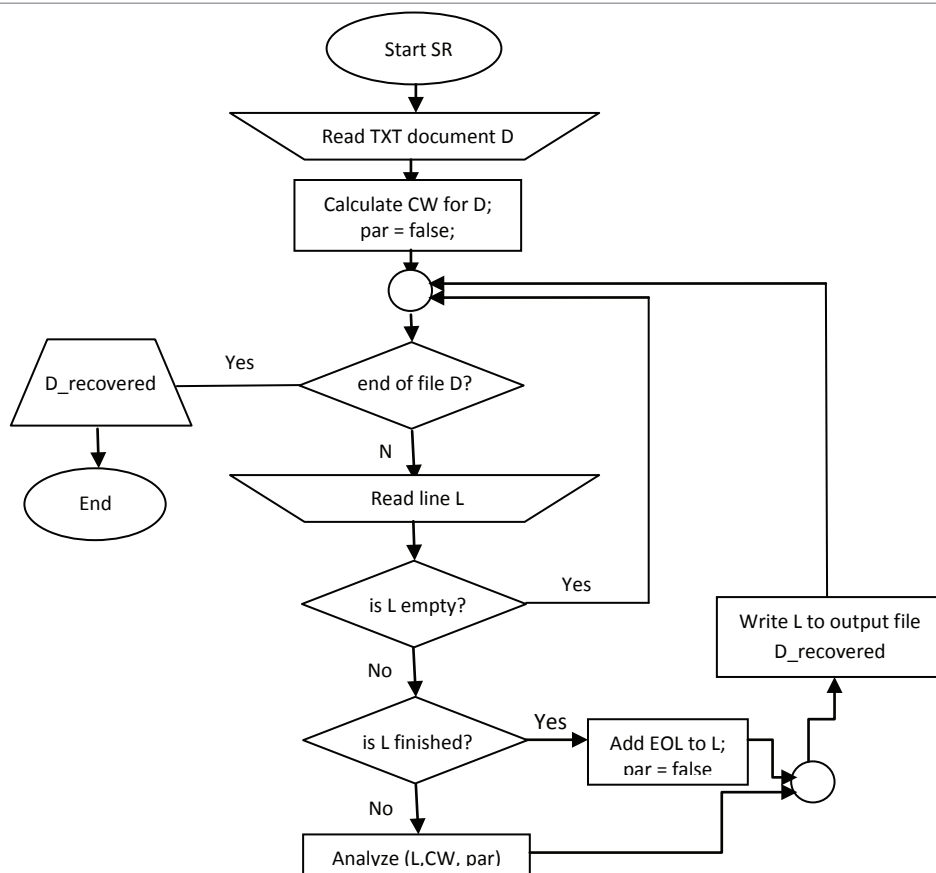 Start SR
Read TXT document D
Calculate CW for D;
par = false;
Yes
D_recovered
end of file D?
N
End
Read line L
Yes
is L empty?
Write L to output file
D_recovered
No
Yes
is L finished?
Add EOL to L;
par = false
No
Analyze (L,CW, par)